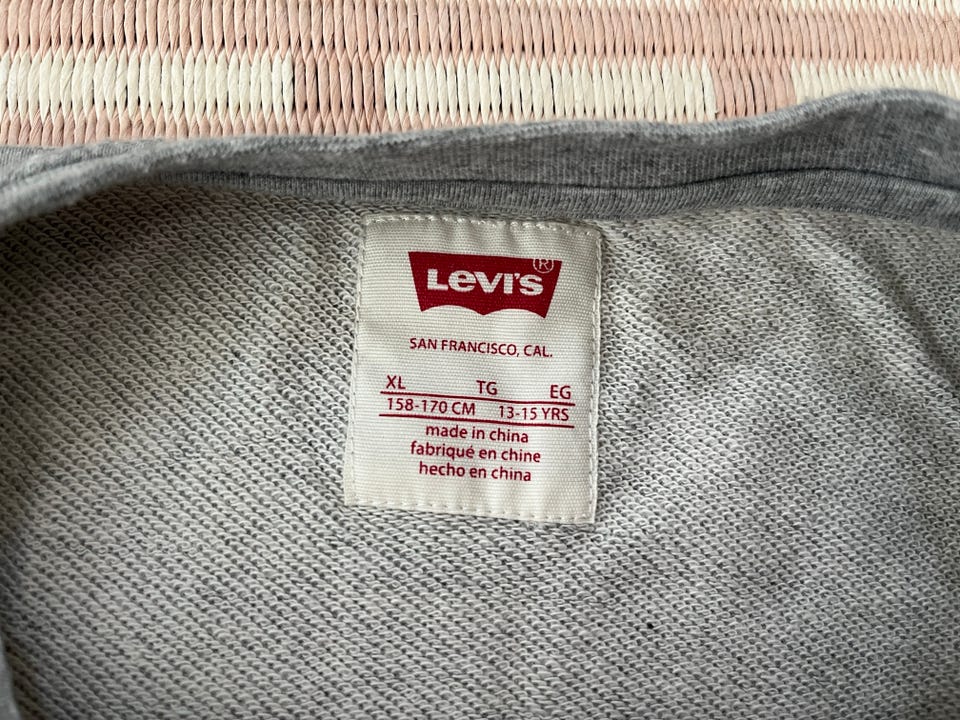 Levi's®
SAN FRANCISCO, CAL.
XL TG EG
158-170 CM 13-15 YRS
made in china
fabriqué en chine
hecho en china